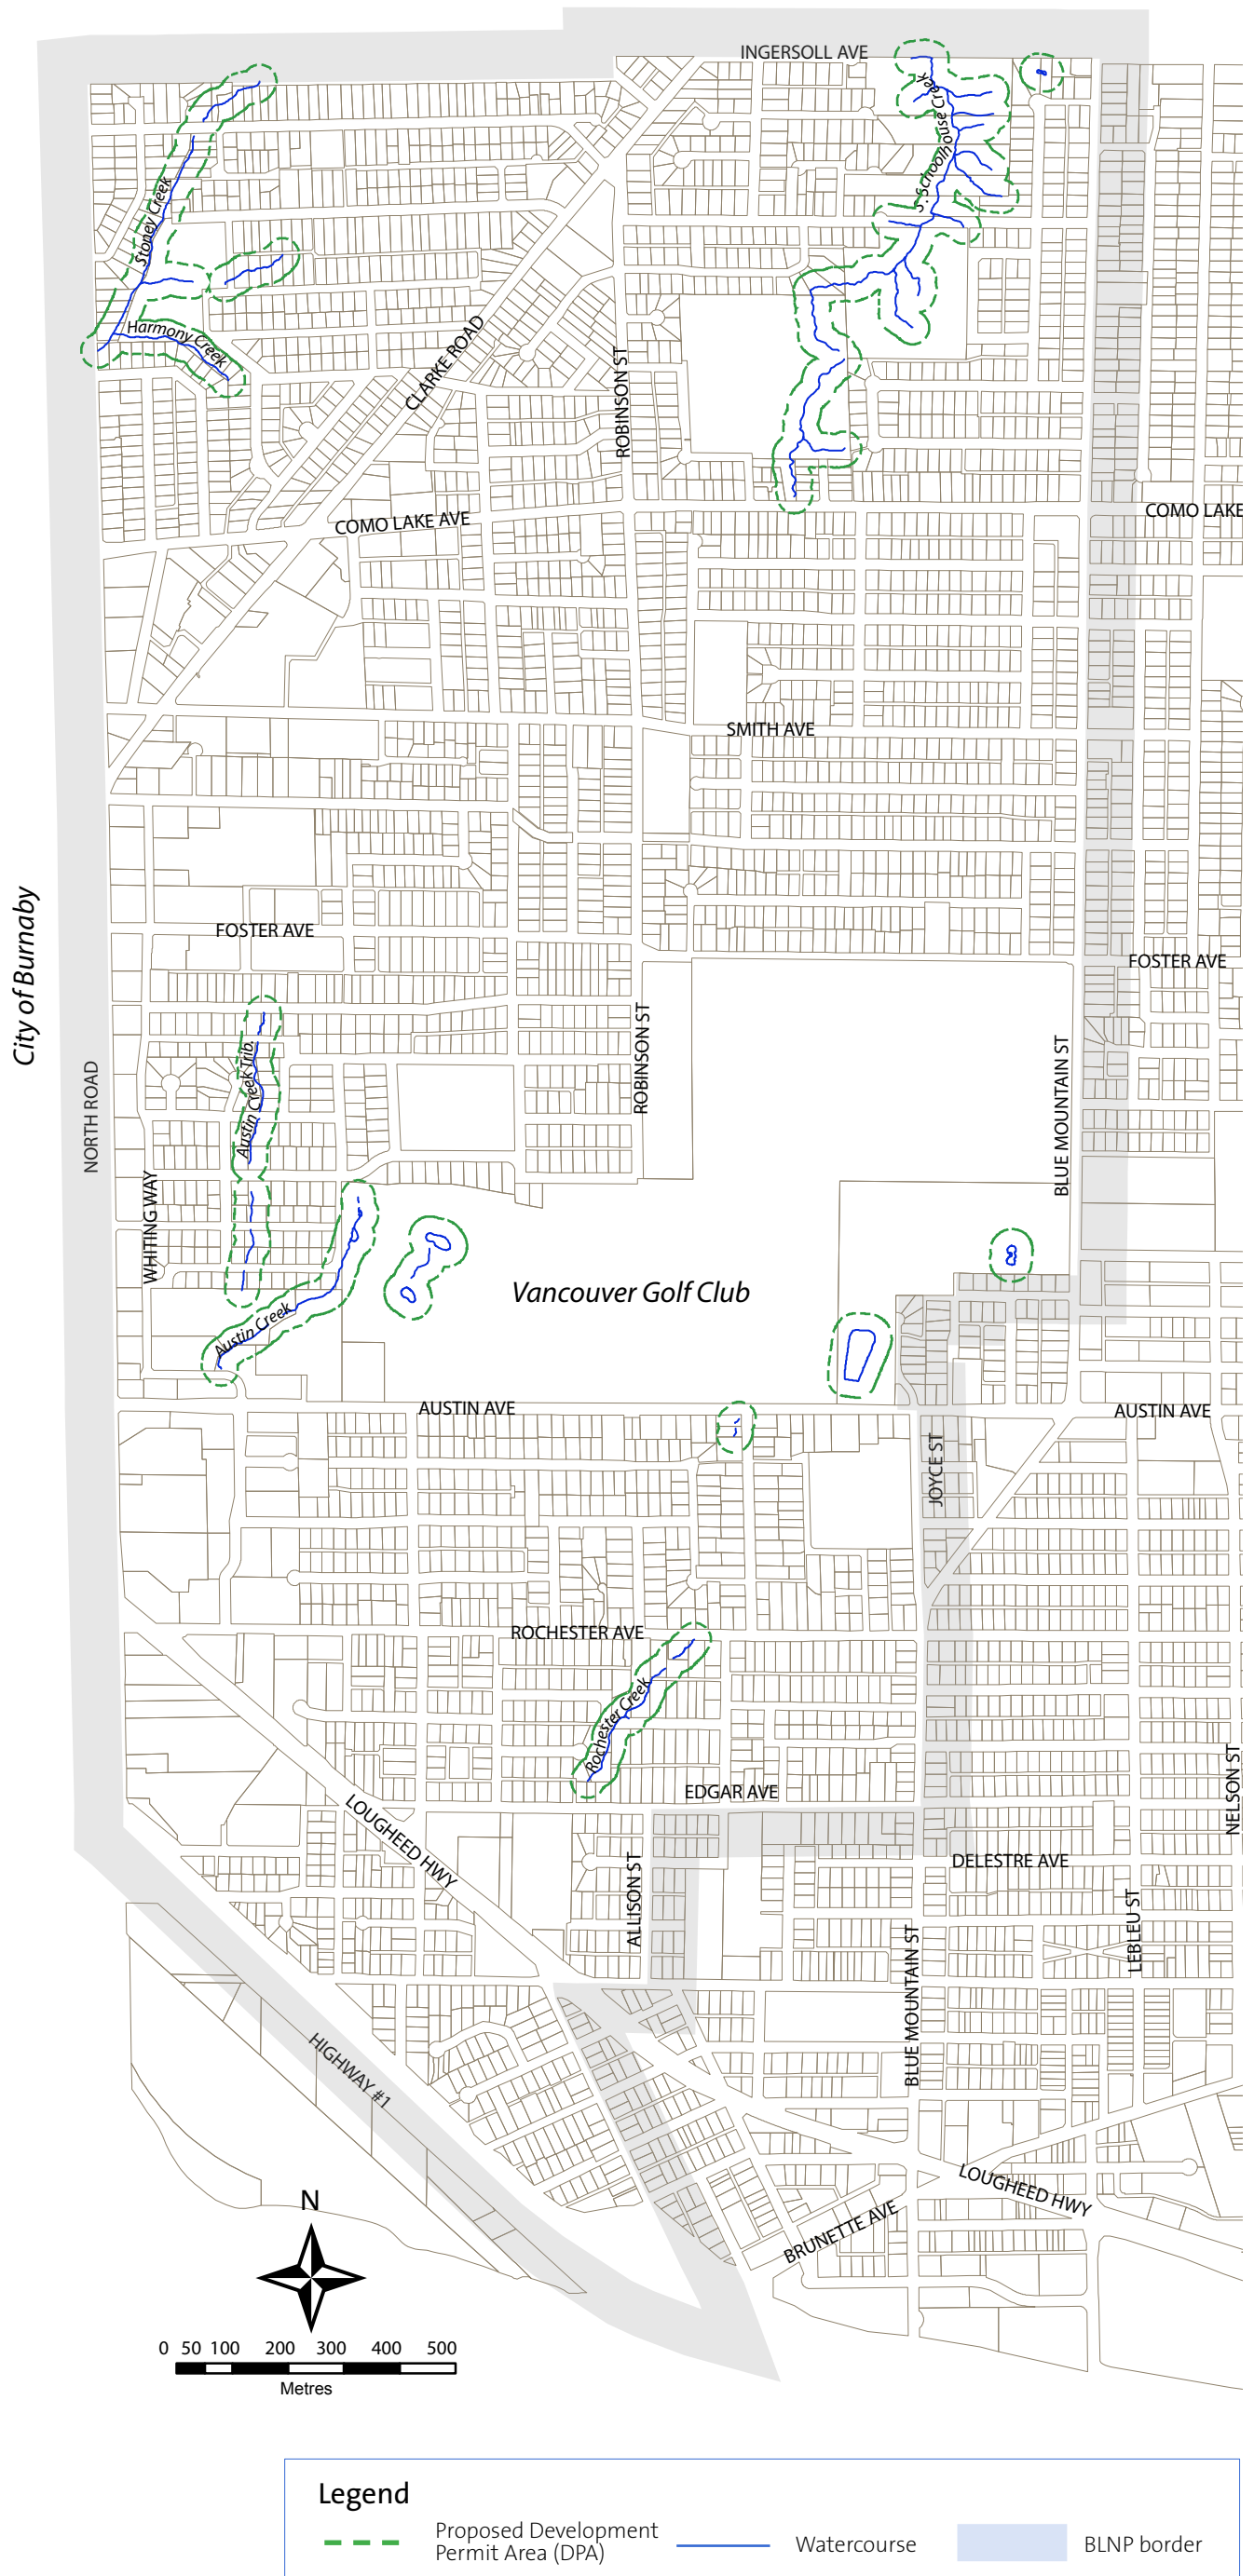 INGERSOLL AVE
S. Schoolhouse Creek
Stoney Creek
Harmony Creek
CLARKE ROAD
ROBINSON ST
COMO LAKE AVE
COMO LAKE
SMITH AVE
City of Burnaby
FOSTER AVE
FOSTER AVE
NORTH ROAD
Austin Creek Trib.
ROBINSON ST
BLUE MOUNTAIN ST
WHITING WAY
Vancouver Golf Club
Austin Creek
AUSTIN AVE
AUSTIN AVE
JOYCE ST
ROCHESTER AVE
Rochester Creek
EDGAR AVE
NELSON ST
LOUGHEED HWY
DELESTRE AVE
ALLISON ST
LEBLEU ST
BLUE MOUNTAIN ST
HIGHWAY #1
LOUGHEED HWY
BRUNETTE AVE
N
0 50 100 200 300 400 500
Metres
Legend
Proposed Development
Permit Area (DPA)
Watercourse
BLNP border